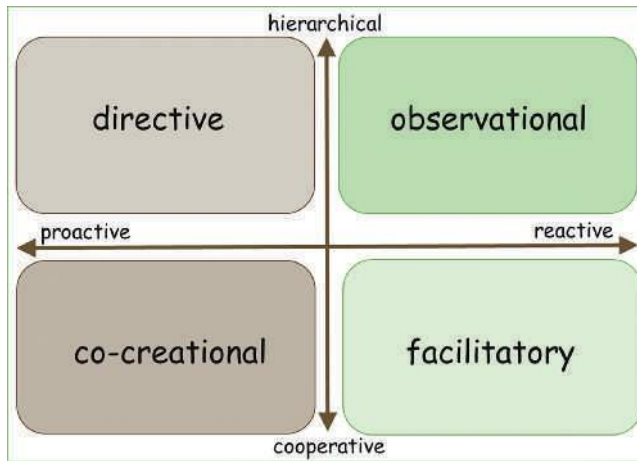 hierarchical
directive
observational
proactive
reactive
co-creational
facilitatory
cooperative